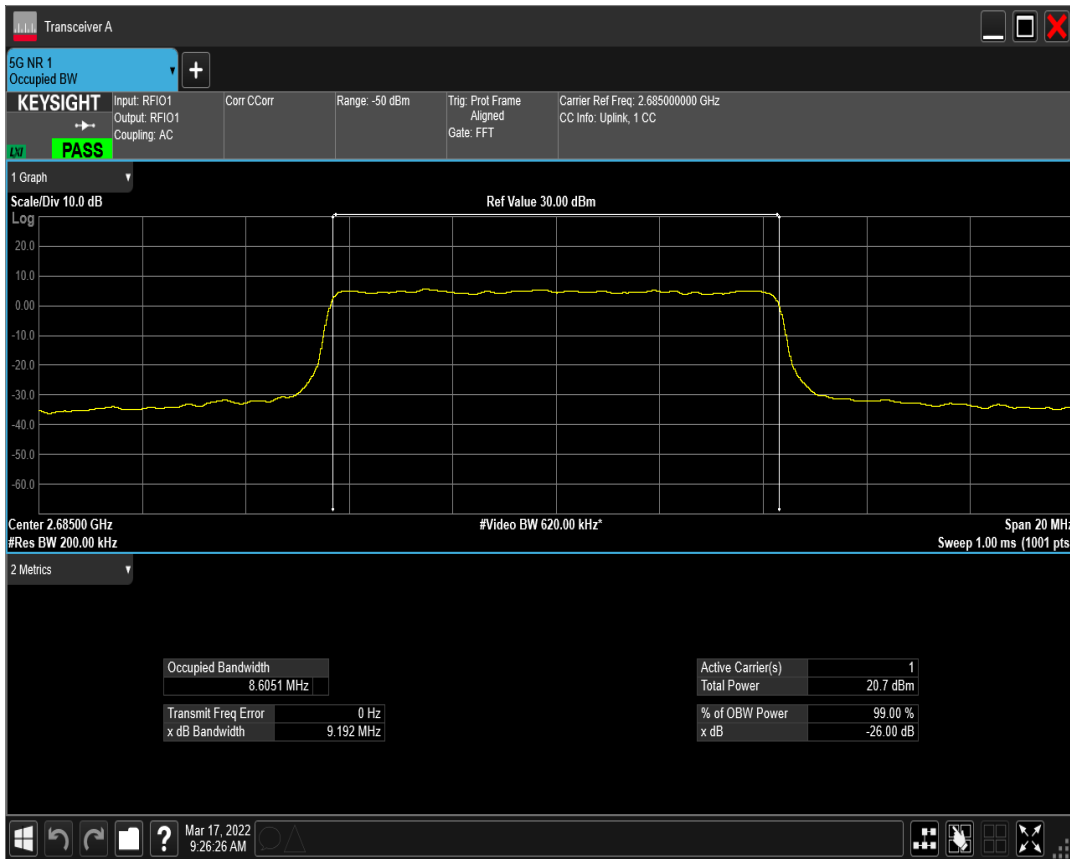 Transceiver A
5G NR 1
Occupied BW
KEYSIGHT
LXI
PASS
Input: RFIO1
Output: RFIO1
Coupling: AC
Corr CCorr
Range: -50 dBm
Trig: Prot Frame
Aligned
Gate: FFT
Carrier Ref Freq: 2.685000000 GHz
CC Info: Uplink, 1 CC
1 Graph
Scale/Div 10.0 dB
Ref Value 30.00 dBm
Log
20.0
10.0
0.00
-10.0
-20.0
-30.0
-40.0
-50.0
-60.0
Center 2.68500 GHz
#Video BW 620.00 kHz*
Span 20 MHz
#Res BW 200.00 kHz
Sweep 1.00 ms (1001 pts
2 Metrics
Occupied Bandwidth
8.6051 MHz
Transmit Freq Error 0 Hz
x dB Bandwidth 9.192 MHz
Active Carrier(s) 1
Total Power 20.7 dBm
% of OBW Power 99.00 %
x dB -26.00 dB
?
Mar 17, 2022
9:26:26 AM